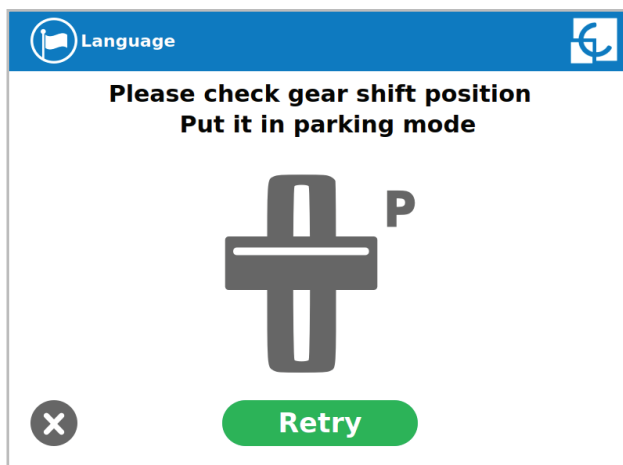 Language
Please check gear shift position
Put it in parking mode
P
Retry